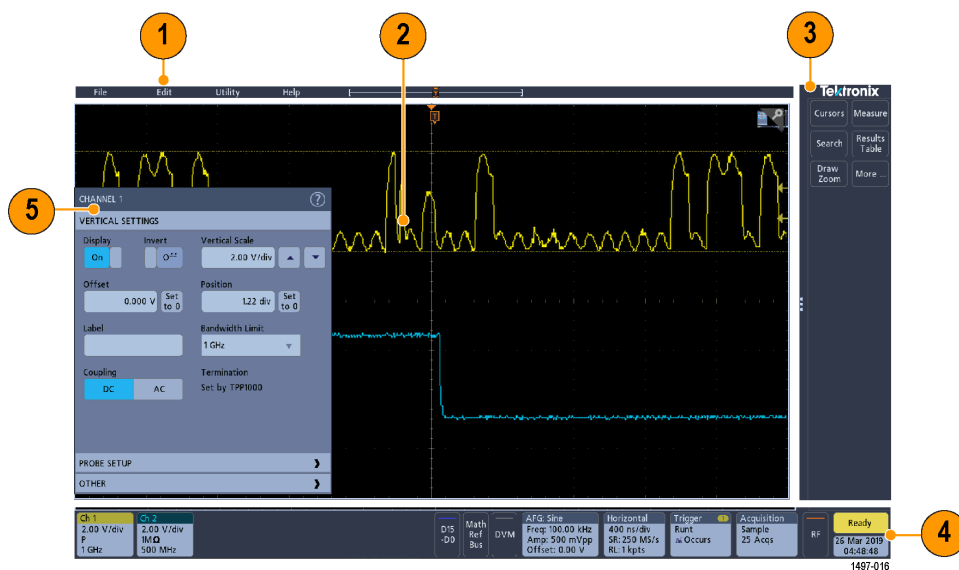 1
2
3
File Edit Utility Help
T
T
Tektronix
Cursors Measure
Search Results Table
Draw Zoom More ...
5
CHANNEL 1 ?
VERTICAL SETTINGS
Display Invert Vertical Scale
On 2.00 V/div
Offset Position
0.000 V Set to 0 1.22 div Set to 0
Label Bandwidth Limit
1 GHz
Coupling Termination
DC AC Set by TPP1000
PROBE SETUP
OTHER
Ch 1
2.00 V/div
P
1 GHz
Ch 2
2.00 V/div
1MΩ
500 MHz
D15
-D0
Math
Ref
Bus
DVM
AFG: Sine
Freq: 100.00 kHz
Amp: 500 mVpp
Offset: 0.00 V
Horizontal
400 ns/div
SR: 250 MS/s
RL: 1 kpts
Trigger 1
Runt
Occurs
Acquisition
Sample
25 Acqs
RF
Ready
26 Mar 2019
04:48:48
4
1497-016